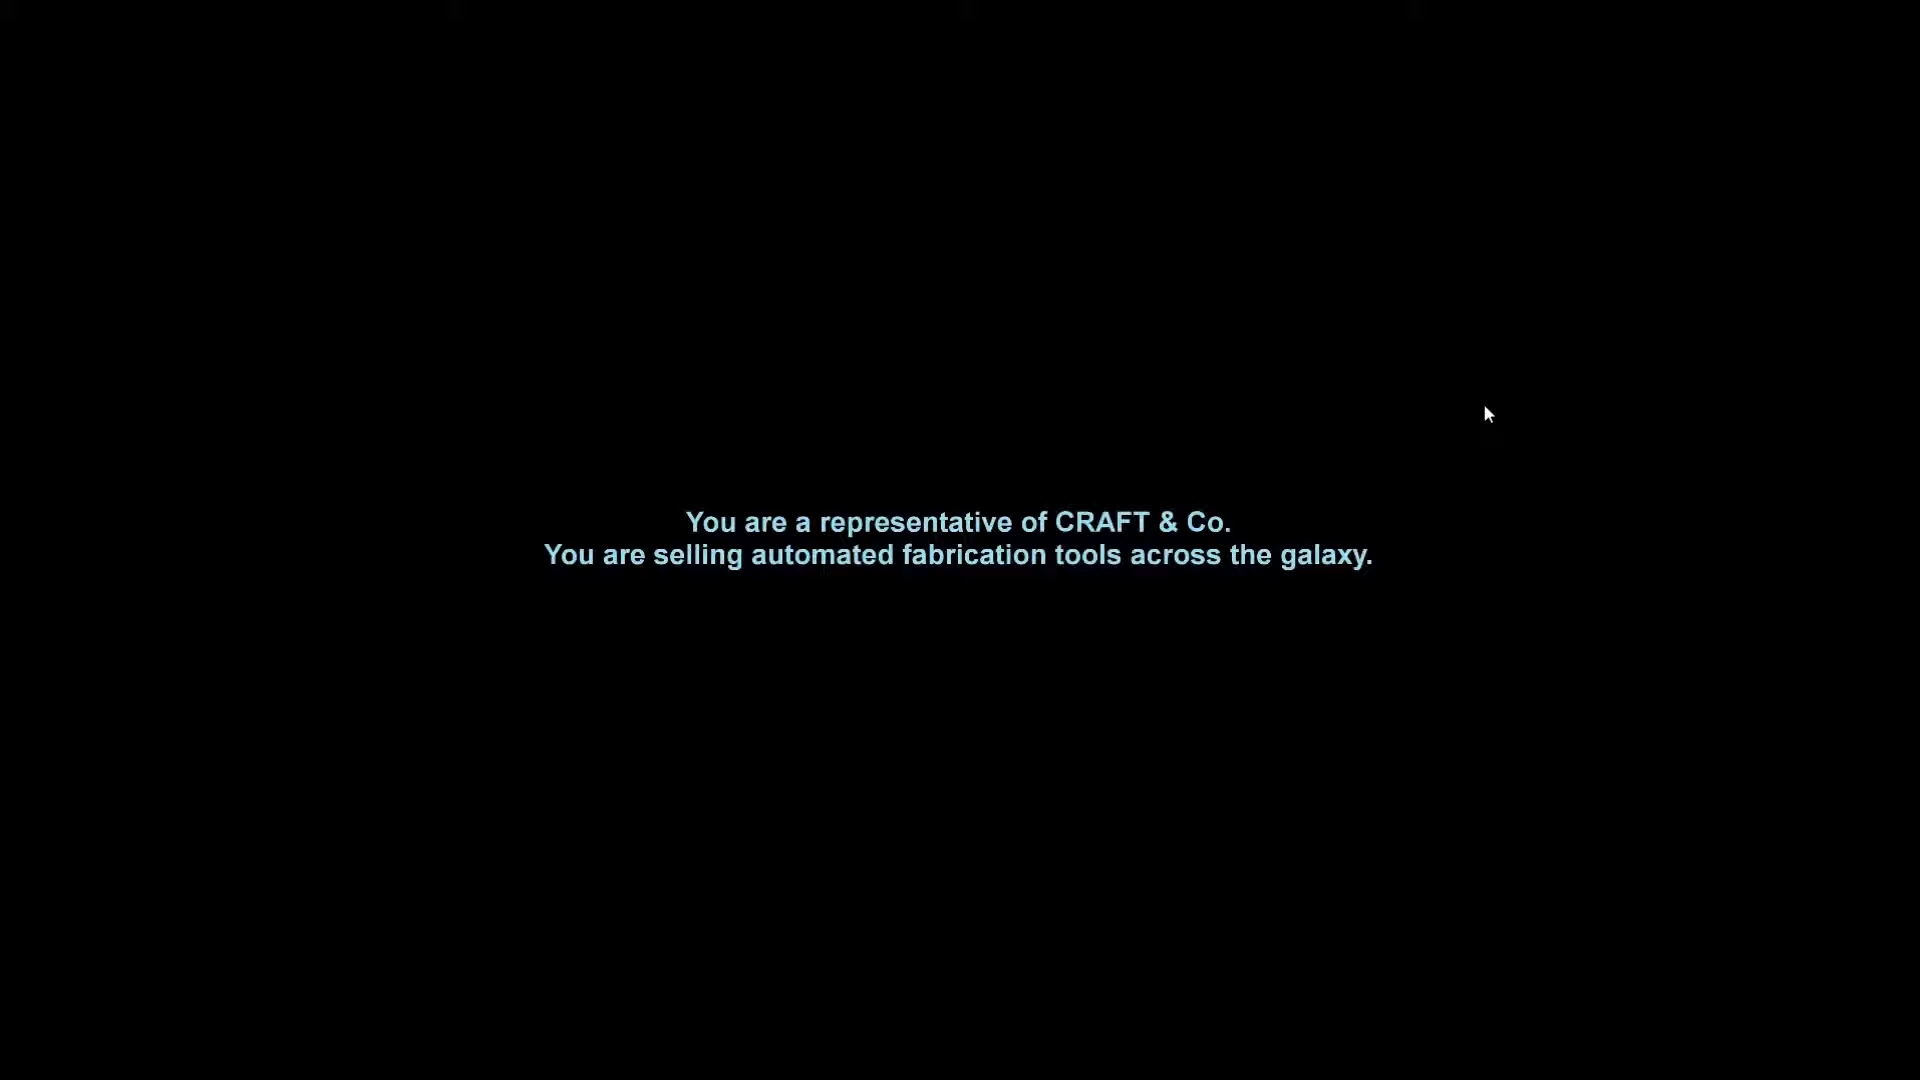 You are a representative of CRAFT & Co.
You are selling automated fabrication tools across the galaxy.